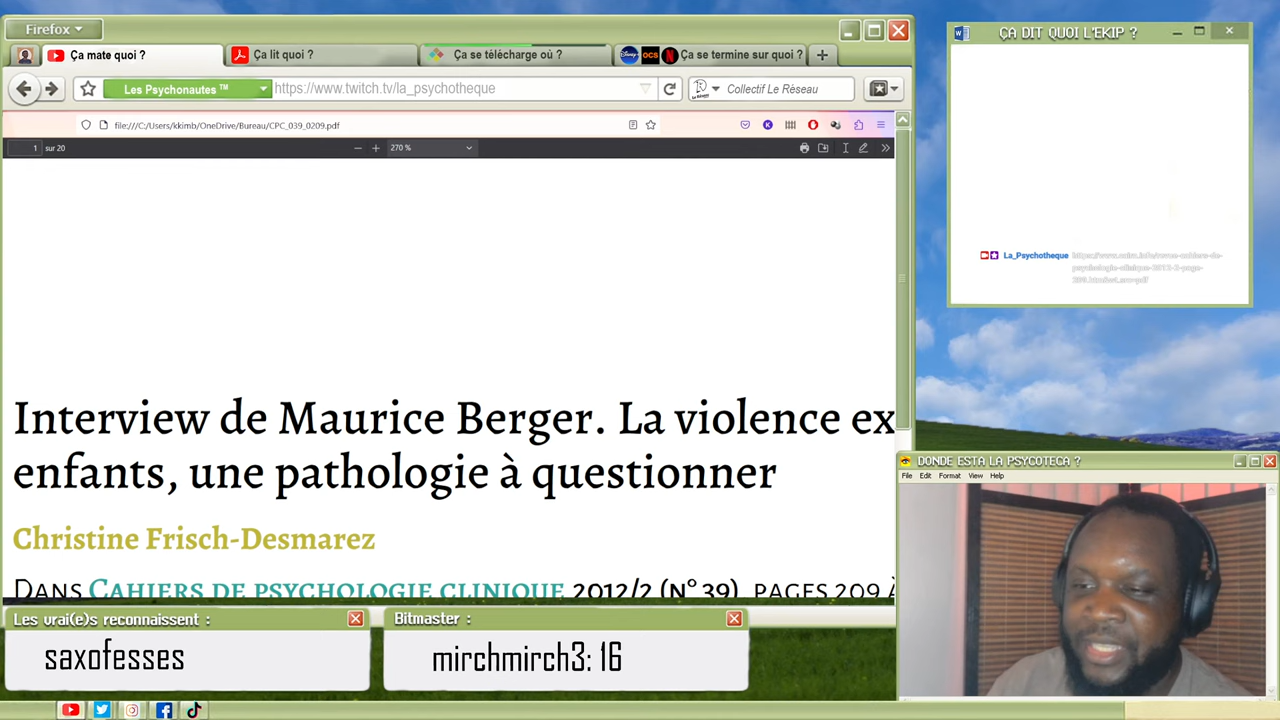 Firefox
Ça mate quoi ?
Ça lit quoi ?
Ça se télécharge où ?
Disney+
OCS
Ça se termine sur quoi ?
Les Psychonautes ™
https://www.twitch.tv/la_psychotheque
Collectif Le Réseau
file:///C:/Users/kkimb/OneDrive/Bureau/CPC_039_0209.pdf
1 sur 20
270 %
Interview de Maurice Berger. La violence ex
enfants, une pathologie à questionner
Christine Frisch-Desmarez
Dans Cahiers de psychologie clinique 2012/2 (N° 39), pages 209 à
Les vrai(e)s reconnaissent :
saxofesses
Bitmaster :
mirchmirch3: 16
ÇA DIT QUOI L'EKIP ?
La_Psychotheque
DONDE ESTA LA PSYCOTECA ?
File Edit Format View Help